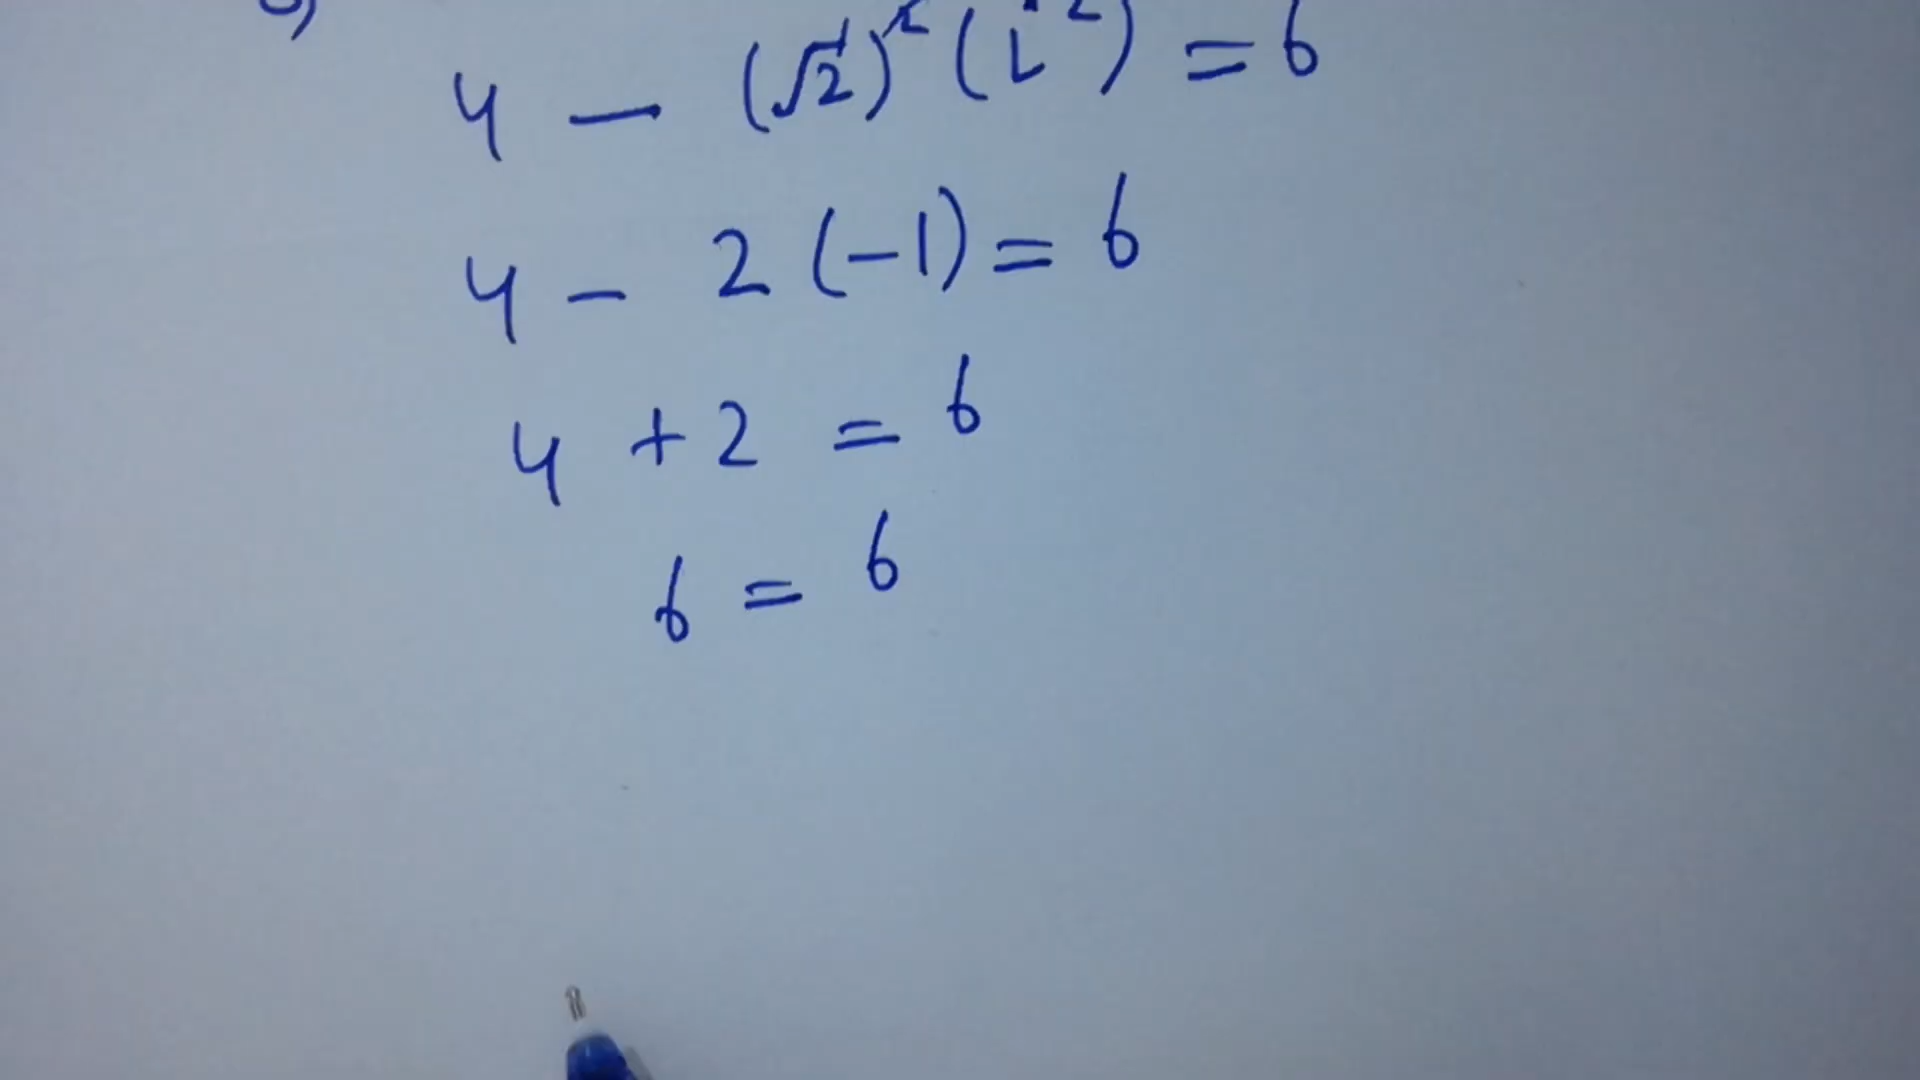 4 - (√2)² (i²) = 6
4 - 2 (-1) = 6
4 + 2 = 6
6 = 6